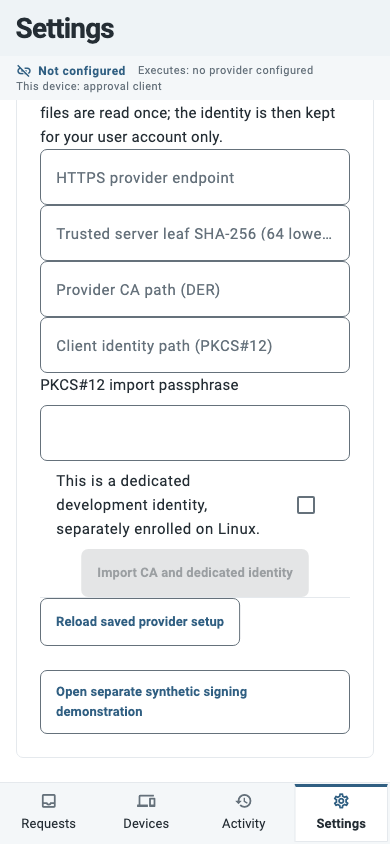 Settings
Not configured Executes: no provider configured
This device: approval client
files are read once; the identity is then kept
for your user account only.
HTTPS provider endpoint
Trusted server leaf SHA-256 (64 lowe...
Provider CA path (DER)
Client identity path (PKCS#12)
PKCS#12 import passphrase
This is a dedicated
development identity,
separately enrolled on Linux.
Import CA and dedicated identity
Reload saved provider setup
Open separate synthetic signing
demonstration
Requests Devices Activity Settings